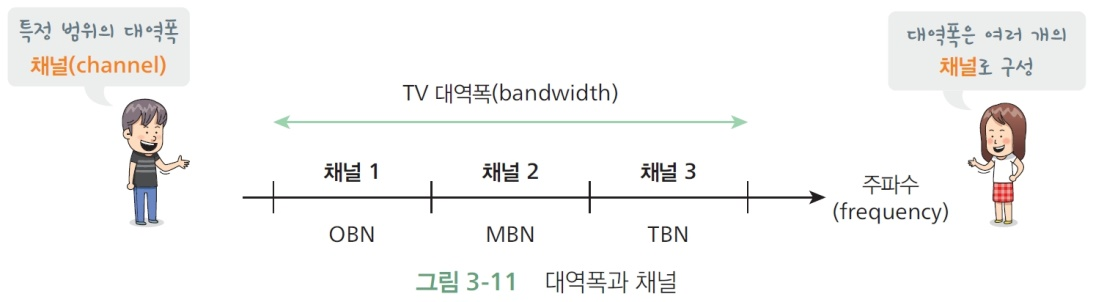 특정 범위의 대역폭
채널(channel)
대역폭은 여러 개의
채널로 구성
TV 대역폭(bandwidth)
채널 1
채널 2
채널 3
주파수
(frequency)
OBN
MBN
TBN
그림 3-11 대역폭과 채널